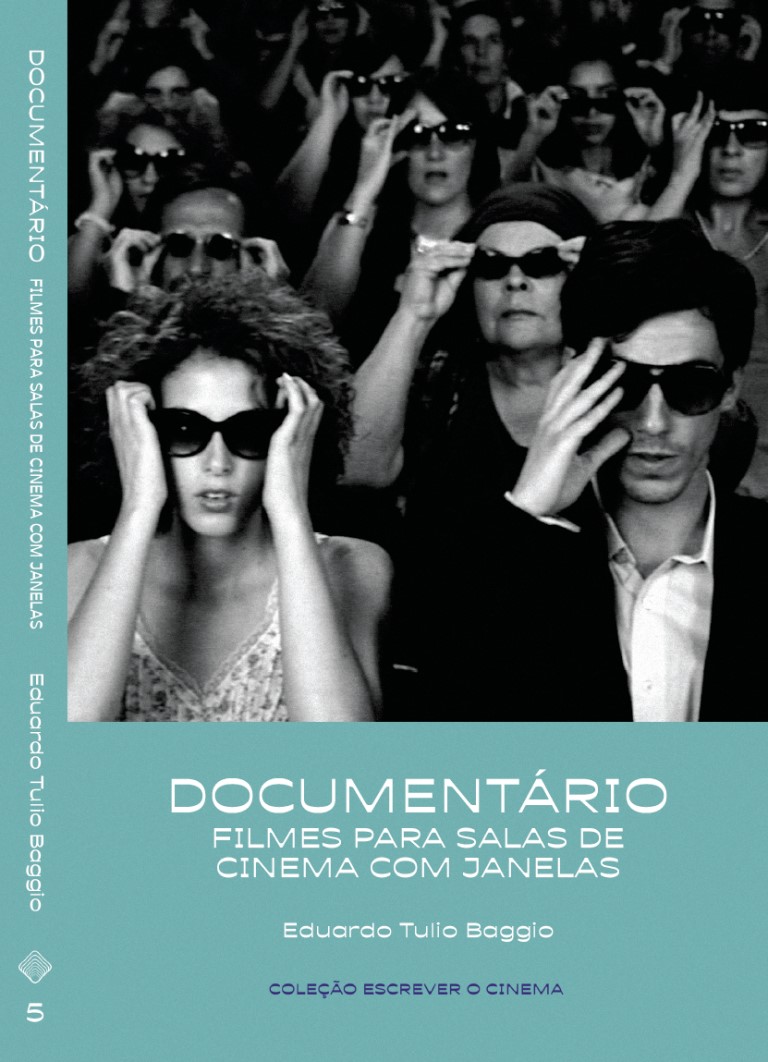 DOCUMENTÁRIO FILMES PARA SALAS DE CINEMA COM JANELAS Eduardo Tulio Baggio
5
DOCUMENTÁRIO
FILMES PARA SALAS DE
CINEMA COM JANELAS
Eduardo Tulio Baggio
COLEÇÃO ESCREVER O CINEMA